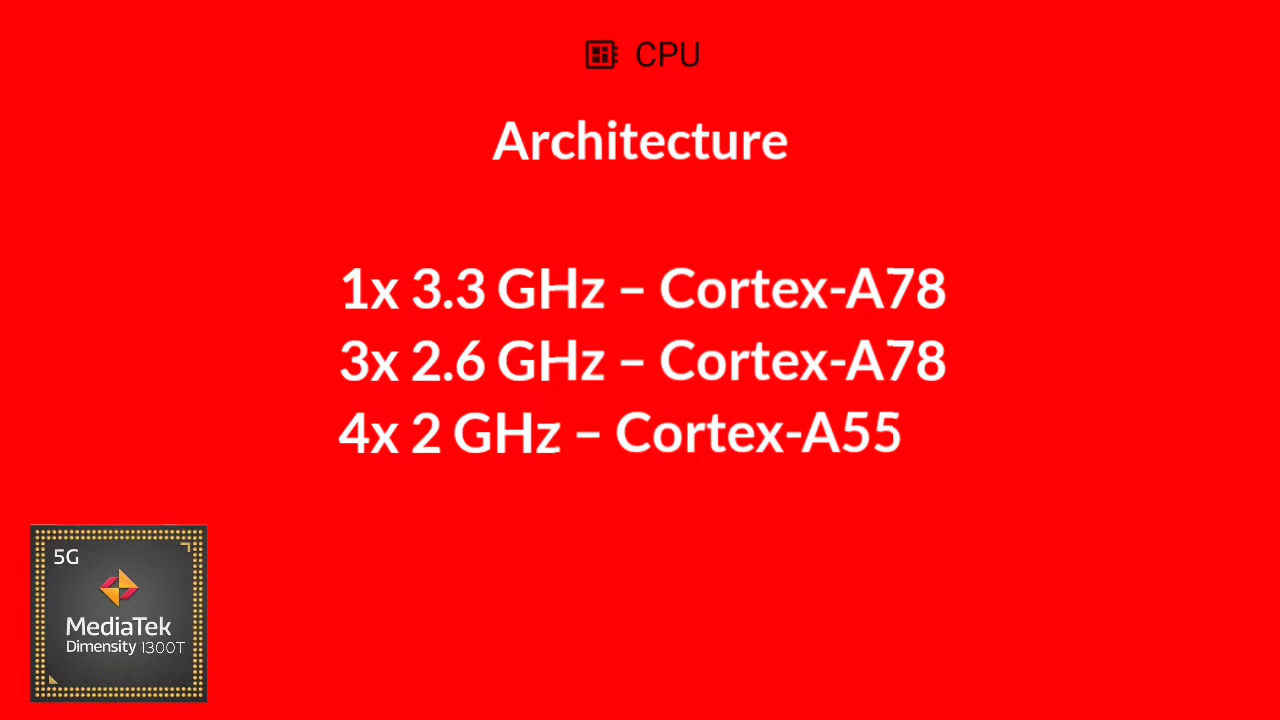 CPU
Architecture
1x 3.3 GHz – Cortex-A78
3x 2.6 GHz – Cortex-A78
4x 2 GHz – Cortex-A55
5G
MediaTek
Dimensity 1300T